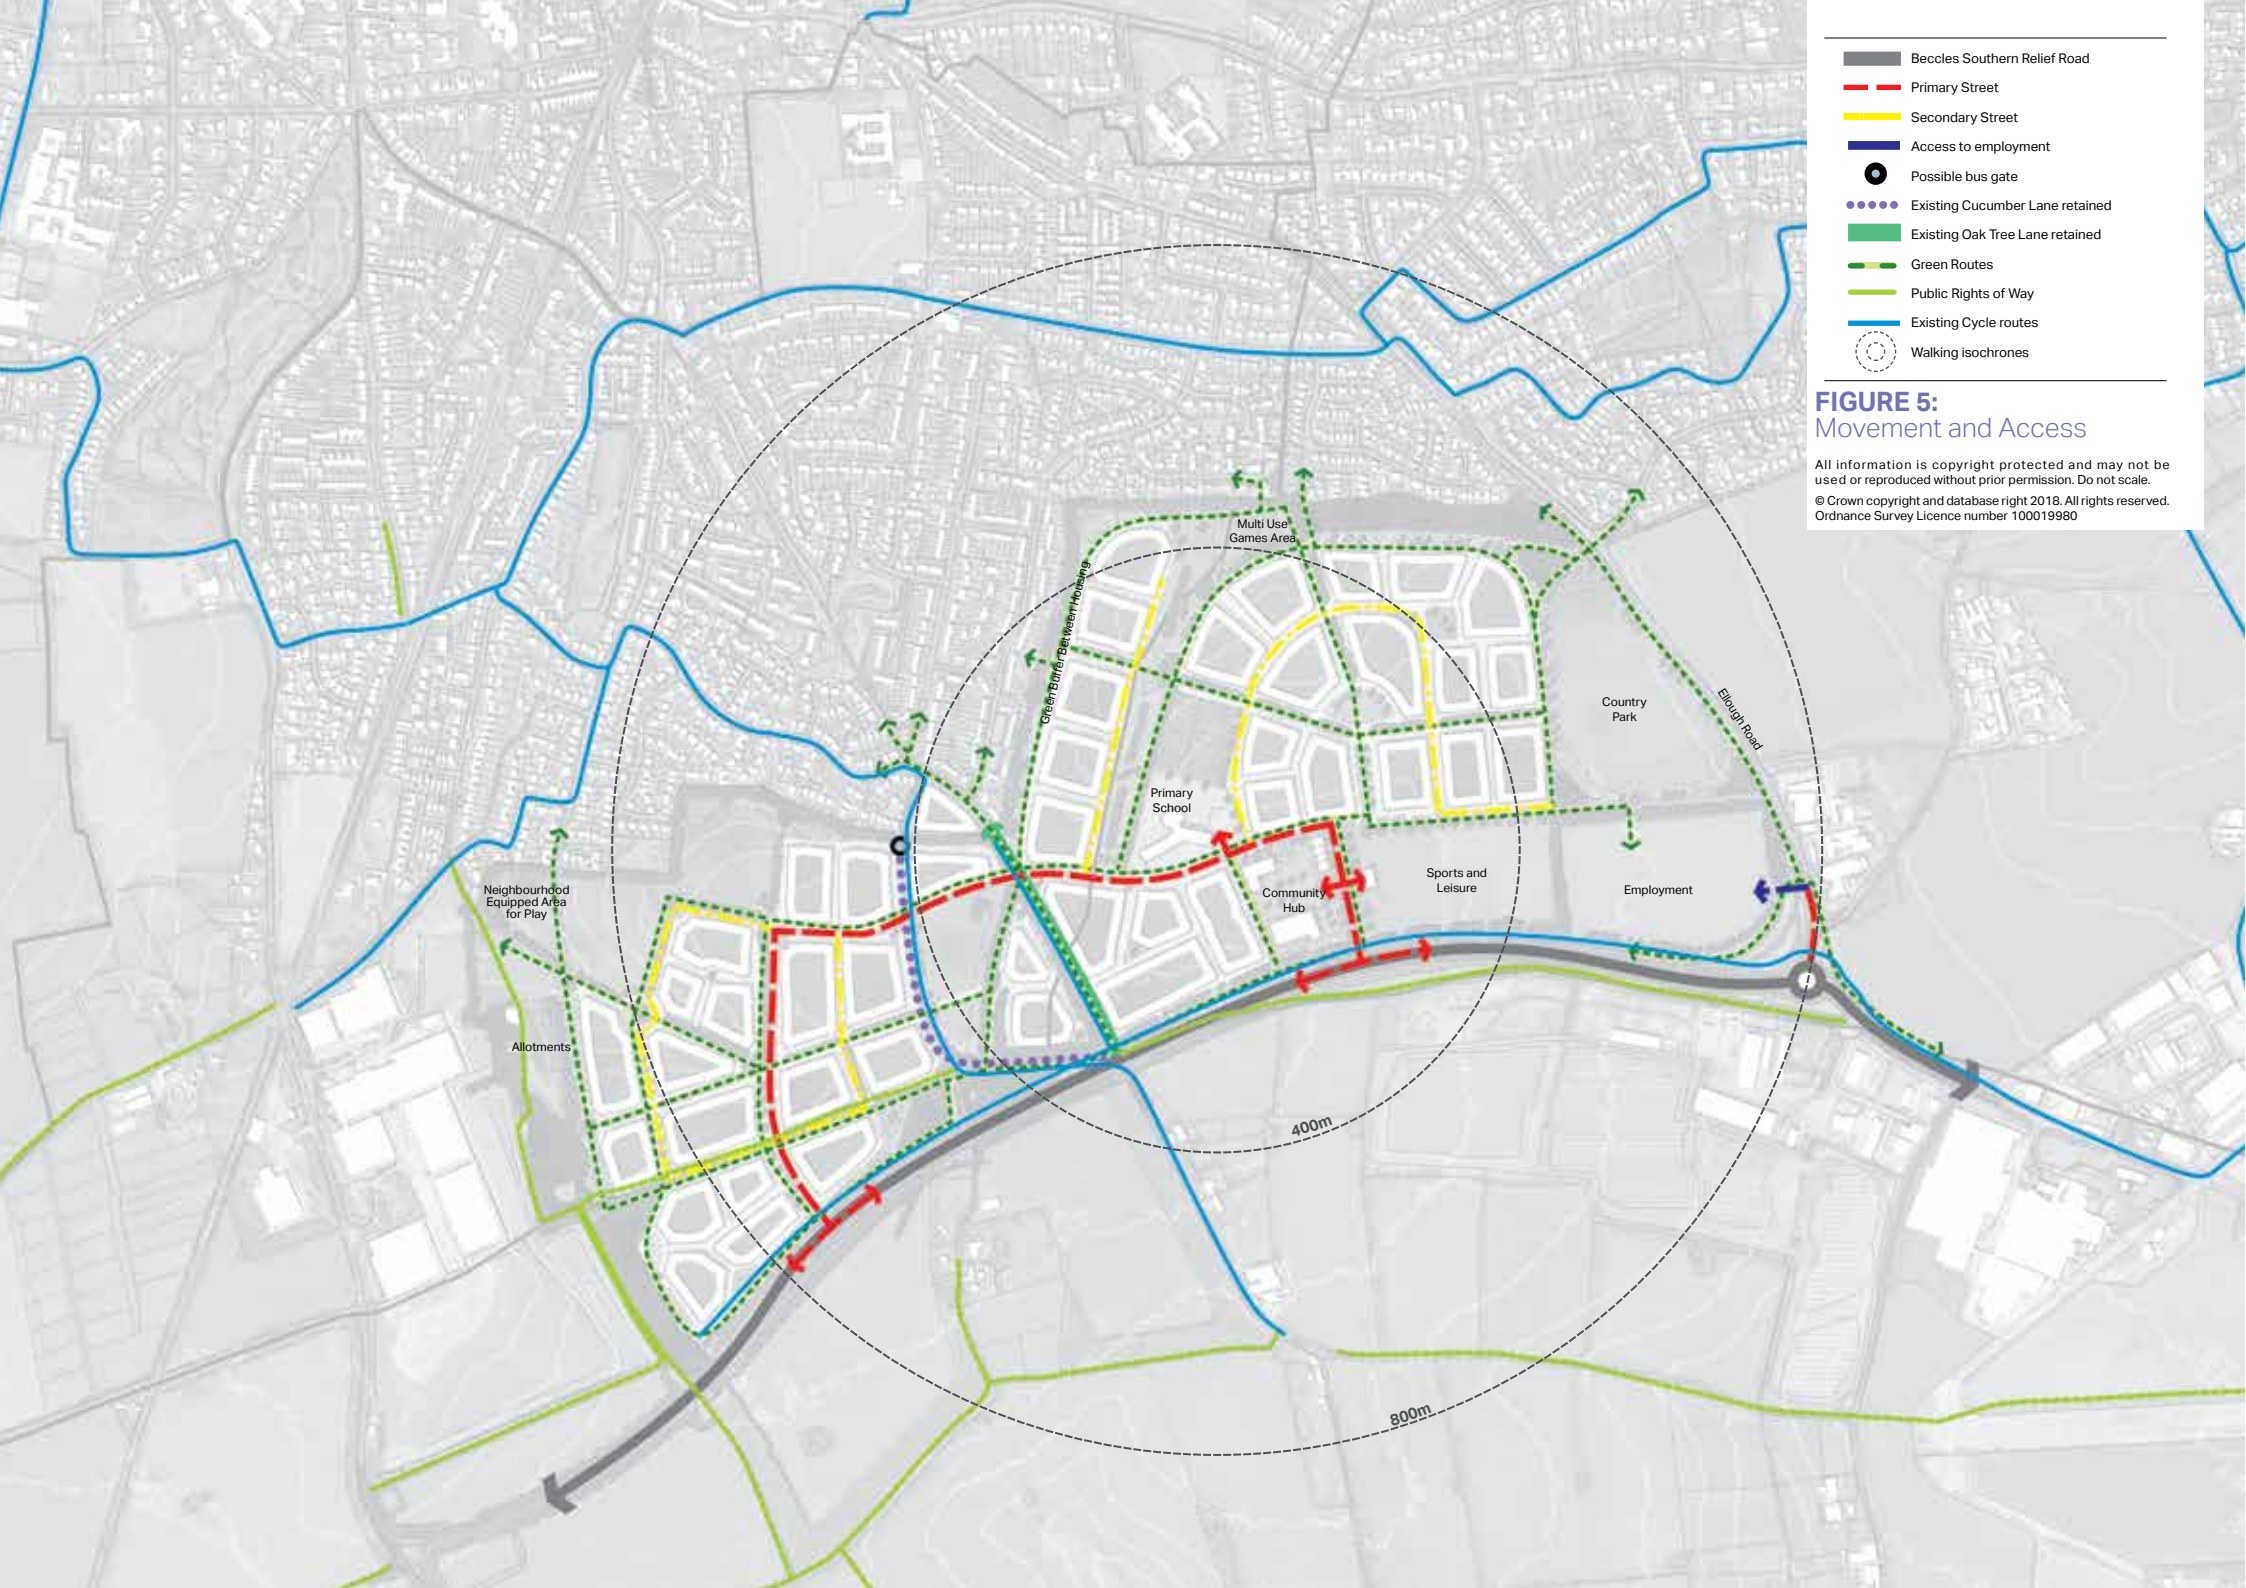 Beccles Southern Relief Road
Primary Street
Secondary Street
Access to employment
Possible bus gate
Existing Cucumber Lane retained
Existing Oak Tree Lane retained
Green Routes
Public Rights of Way
Existing Cycle routes
Walking isochrones
FIGURE 5:
Movement and Access
All information is copyright protected and may not be
used or reproduced without prior permission. Do not scale.
© Crown copyright and database right 2018. All rights reserved.
Ordnance Survey Licence number 100019980
Multi Use
Games Area
Green Buffer Between Housing
Country
Park
Ellough Road
Primary
School
Neighbourhood
Equipped Area
for Play
Community
Hub
Sports and
Leisure
Employment
Allotments
400m
800m